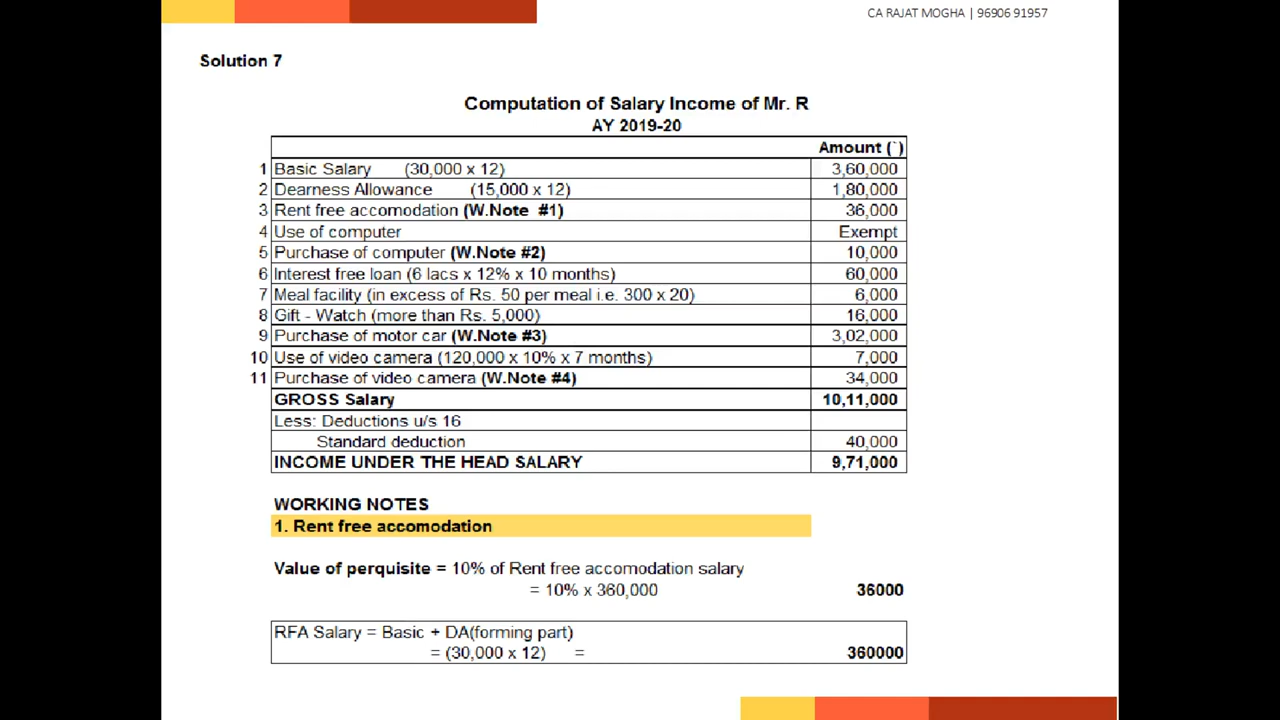 CA RAJAT MOGHA | 96906 91957
Solution 7
Computation of Salary Income of Mr. R
AY 2019-20
Amount (`)
1 Basic Salary (30,000 x 12) 3,60,000
2 Dearness Allowance (15,000 x 12) 1,80,000
3 Rent free accomodation (W.Note #1) 36,000
4 Use of computer Exempt
5 Purchase of computer (W.Note #2) 10,000
6 Interest free loan (6 lacs x 12% x 10 months) 60,000
7 Meal facility (in excess of Rs. 50 per meal i.e. 300 x 20) 6,000
8 Gift - Watch (more than Rs. 5,000) 16,000
9 Purchase of motor car (W.Note #3) 3,02,000
10 Use of video camera (120,000 x 10% x 7 months) 7,000
11 Purchase of video camera (W.Note #4) 34,000
GROSS Salary 10,11,000
Less: Deductions u/s 16
Standard deduction 40,000
INCOME UNDER THE HEAD SALARY 9,71,000
WORKING NOTES
1. Rent free accomodation
Value of perquisite = 10% of Rent free accomodation salary
= 10% x 360,000 36000
RFA Salary = Basic + DA(forming part)
= (30,000 x 12) = 360000